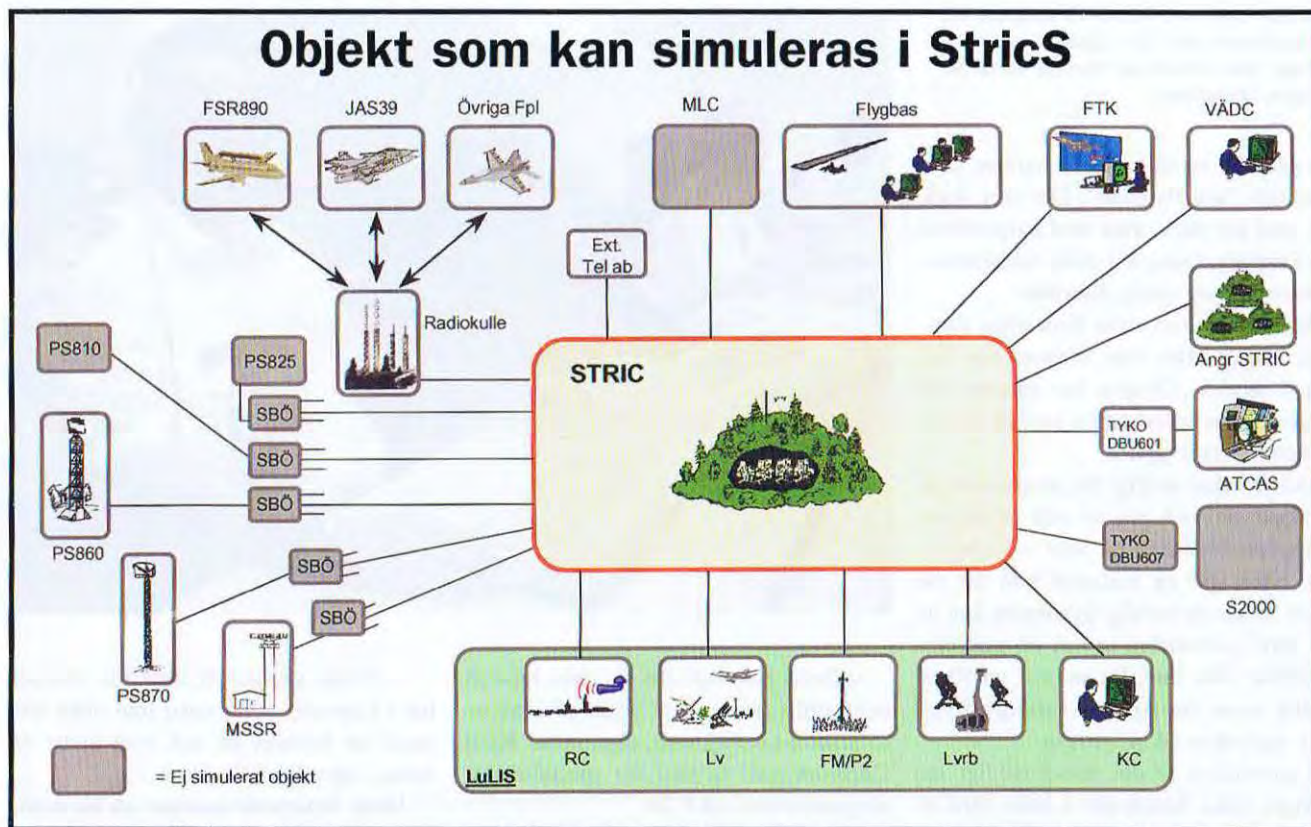 Objekt som kan simuleras i StricS
FSR890
JAS39
Övriga Fpl
MLC
Flygbas
FTK
VÄDC
Ext.
Tel ab
Radiokulle
PS810
PS825
SBÖ
SBÖ
SBÖ
PS860
SBÖ
PS870
SBÖ
MSSR
STRIC
Angr STRIC
TYKO
DBU601
ATCAS
TYKO
DBU607
S2000
RC
Lv
FM/P2
Lvrb
KC
LuLIS
= Ej simulerat objekt